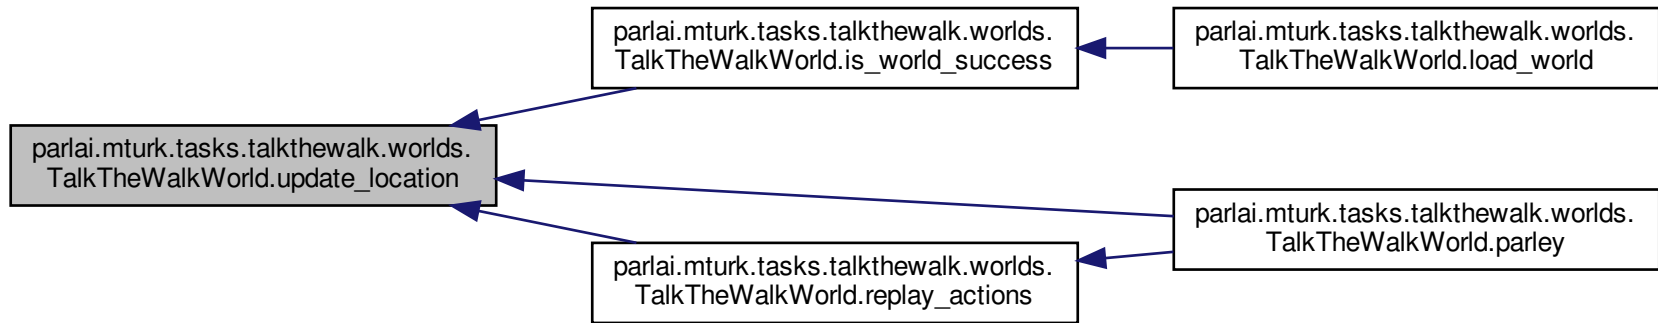 parlai.mturk.tasks.talkthewalk.worlds.
TalkTheWalkWorld.update_location
parlai.mturk.tasks.talkthewalk.worlds.
TalkTheWalkWorld.is_world_success
parlai.mturk.tasks.talkthewalk.worlds.
TalkTheWalkWorld.load_world
parlai.mturk.tasks.talkthewalk.worlds.
TalkTheWalkWorld.parley
parlai.mturk.tasks.talkthewalk.worlds.
TalkTheWalkWorld.replay_actions